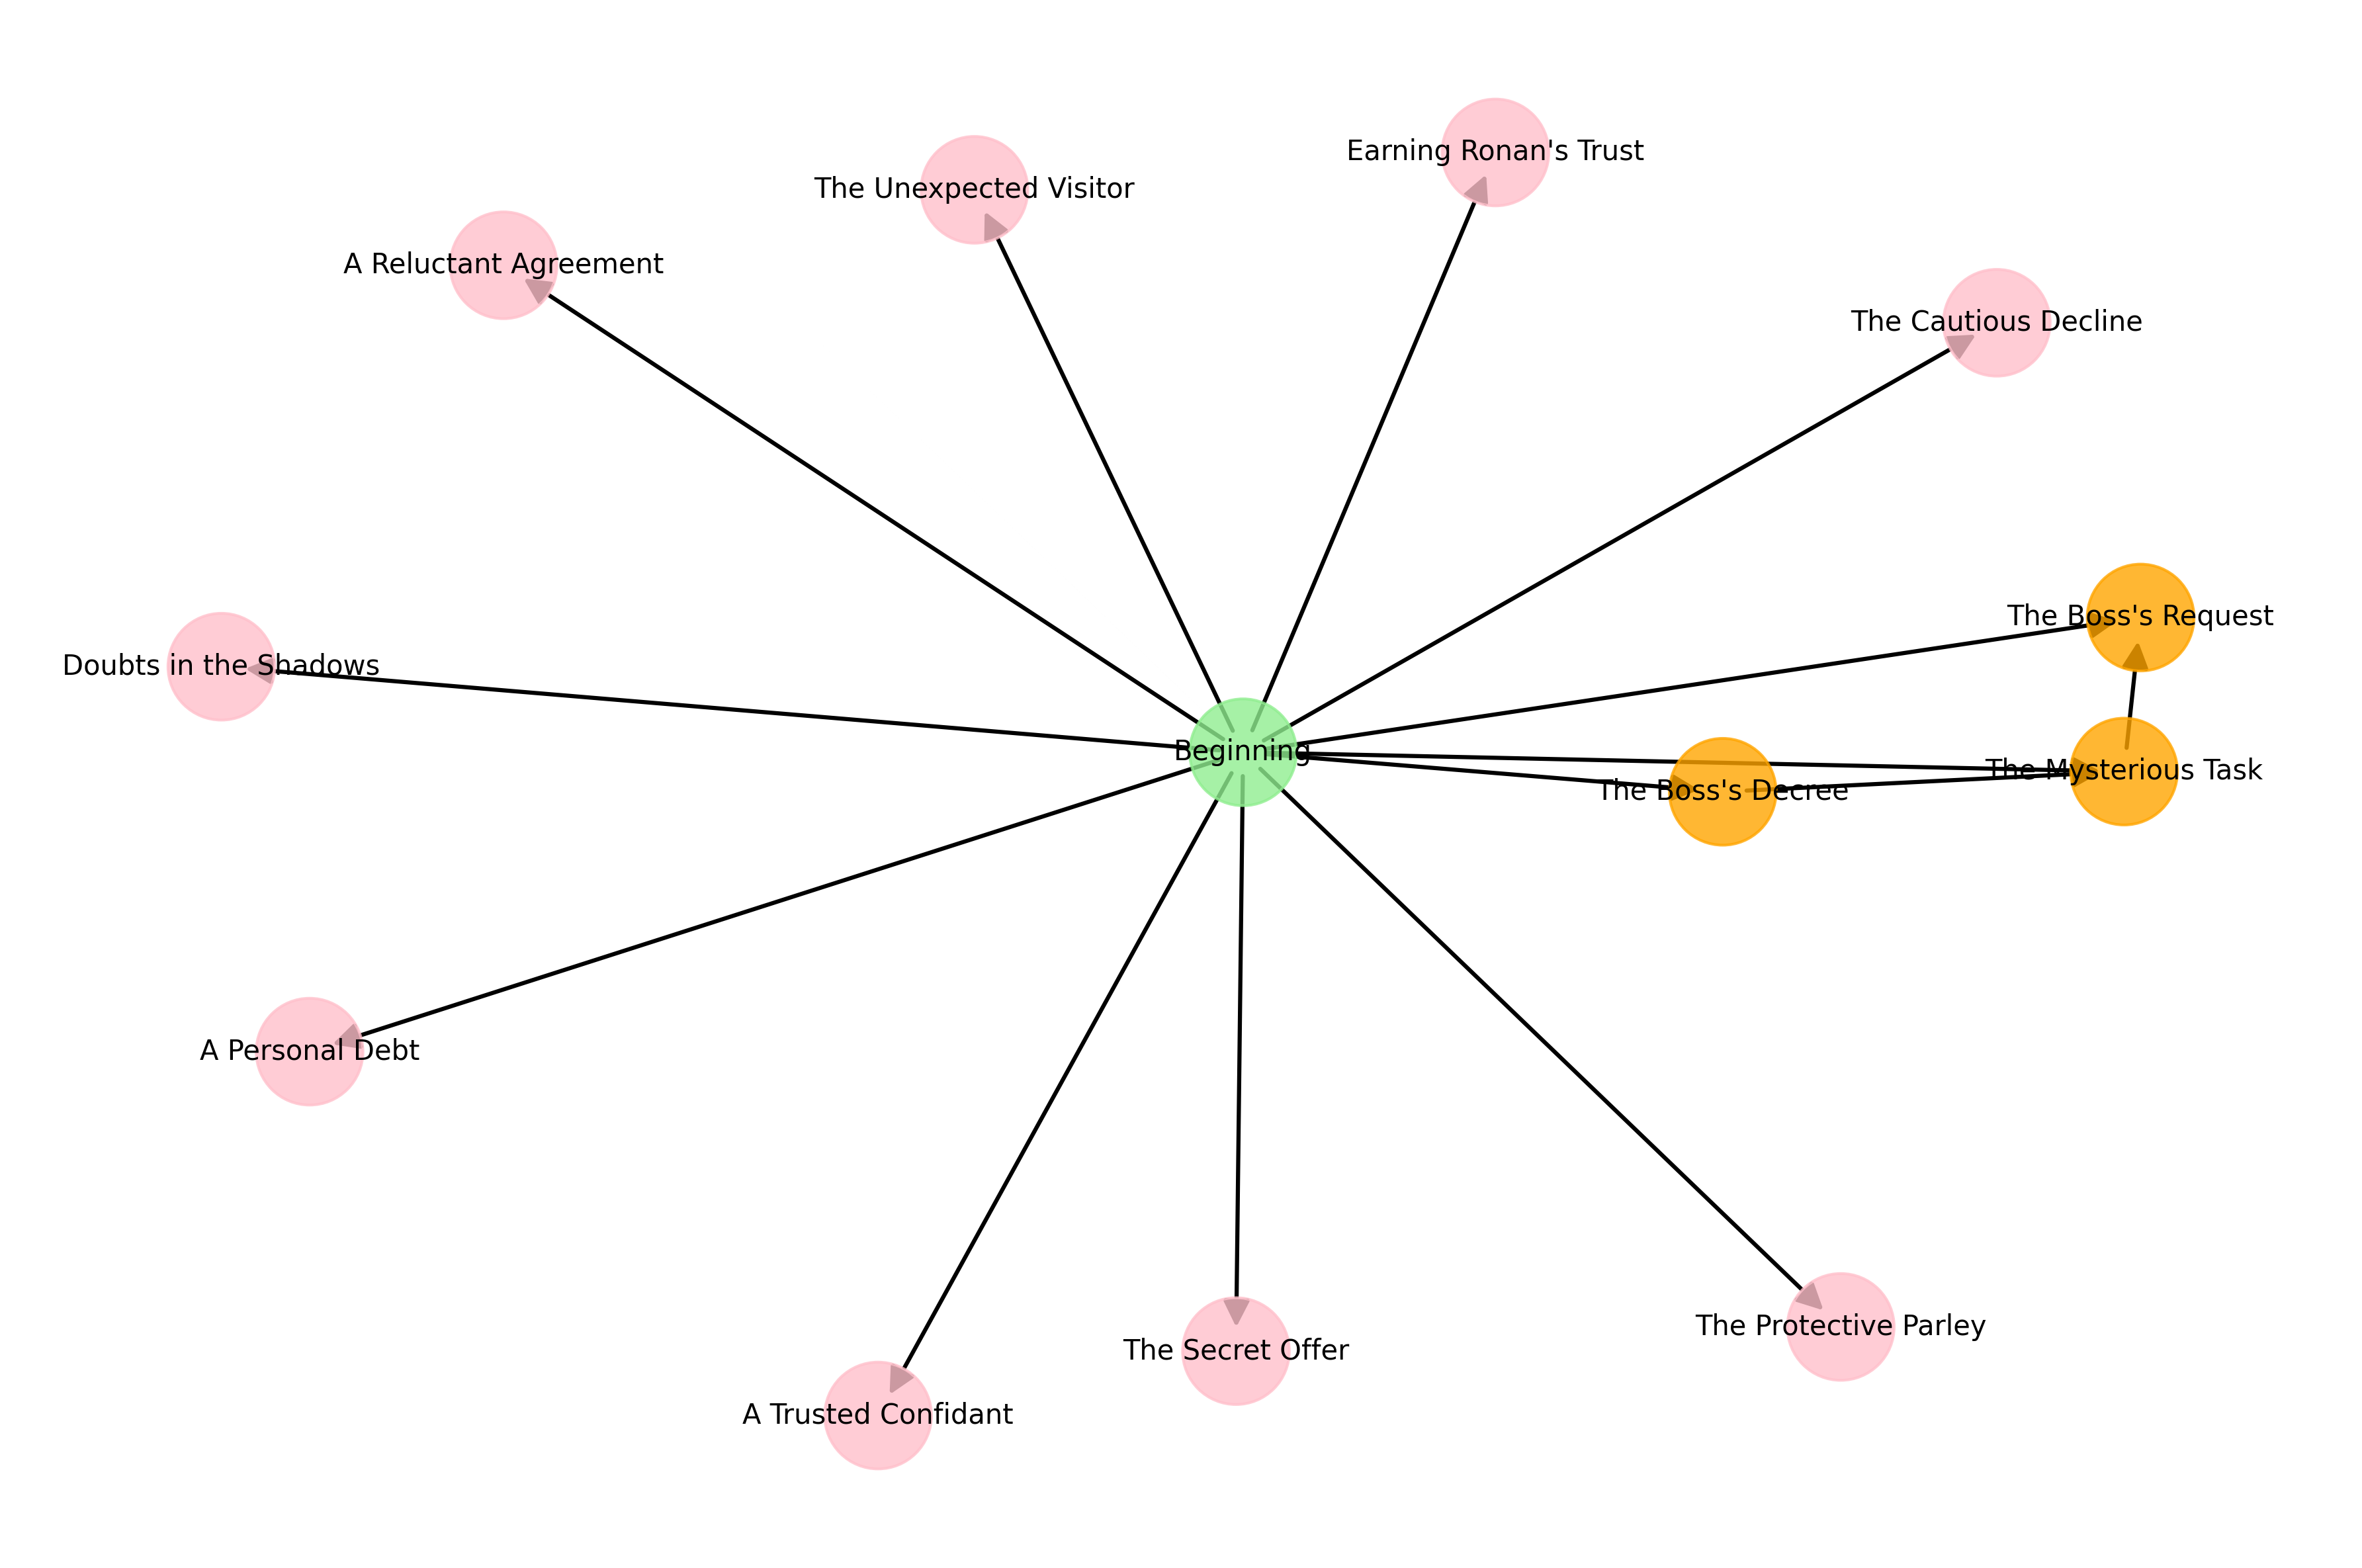 Earning Ronan's Trust
The Unexpected Visitor
A Reluctant Agreement
The Cautious Decline
The Boss's Request
Doubts in the Shadows
Beginning
The Mysterious Task
The Boss's Decree
A Personal Debt
The Protective Parley
The Secret Offer
A Trusted Confidant